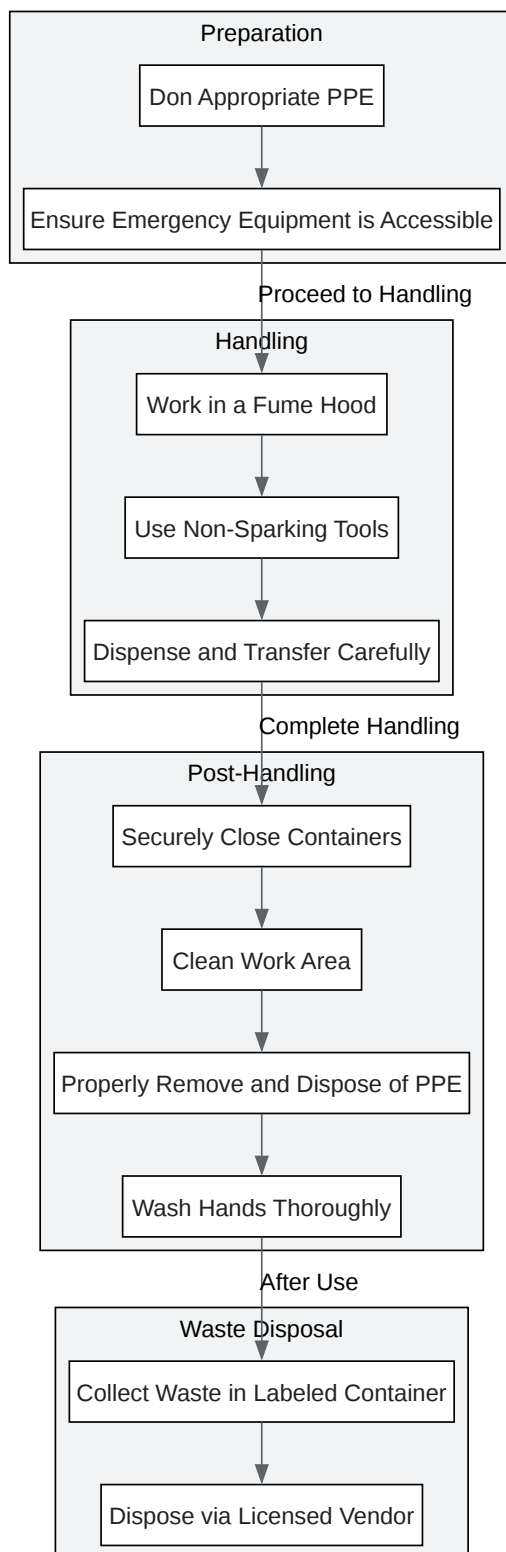 Preparation
Don Appropriate PPE
Ensure Emergency Equipment is Accessible
Proceed to Handling
Handling
Work in a Fume Hood
Use Non-Sparking Tools
Dispense and Transfer Carefully
Complete Handling
Post-Handling
Securely Close Containers
Clean Work Area
Properly Remove and Dispose of PPE
Wash Hands Thoroughly
After Use
Waste Disposal
Collect Waste in Labeled Container
Dispose via Licensed Vendor